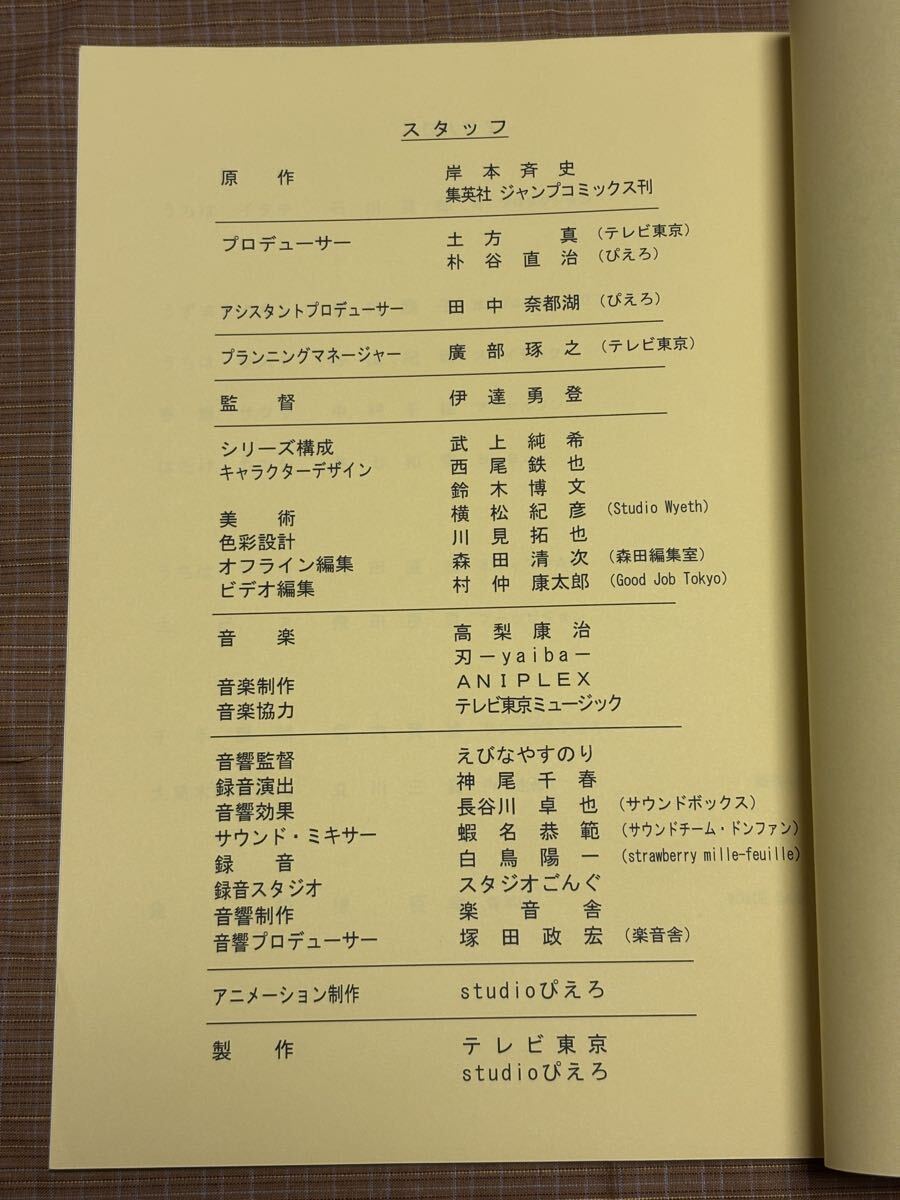 スタッフ
原作 岸本斉史
集英社 ジャンプコミックス刊
プロデューサー 土方真 (テレビ東京)
朴谷直治 (ぴえろ)
アシスタントプロデューサー 田中奈都湖 (ぴえろ)
プランニングマネージャー 廣部琢之 (テレビ東京)
監督 伊達勇登
シリーズ構成 武上純希
キャラクターデザイン 西尾鉄也
鈴木博文
美術 横松紀彦 (Studio Wyeth)
色彩設計 川見拓也
オフライン編集 森田清次 (森田編集室)
ビデオ編集 村仲康太郎 (Good Job Tokyo)
音楽 高梨康治
刃－yaiba－
音楽制作 ＡＮＩＰＬＥＸ
音楽協力 テレビ東京ミュージック
音響監督 えびなやすのり
録音演出 神尾千春
音響効果 長谷川卓也 (サウンドボックス)
サウンド・ミキサー 蝦名恭範 (サウンドチーム・ドンファン)
録音 白鳥陽一 (strawberry mille-feuille)
録音スタジオ スタジオごんぐ
音響制作 楽音舎
音響プロデューサー 塚田政宏 (楽音舎)
アニメーション制作 studioぴえろ
製作 テレビ東京
studioぴえろ